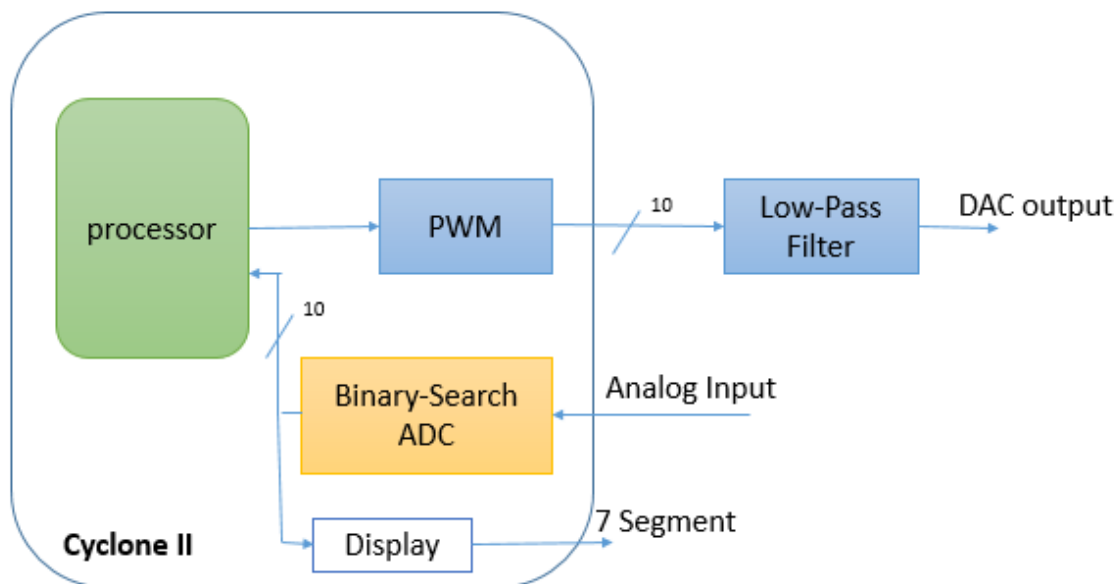 processor
PWM
10
Low-Pass
Filter
DAC output
10
Binary-Search
ADC
Analog Input
Cyclone II
Display
7 Segment